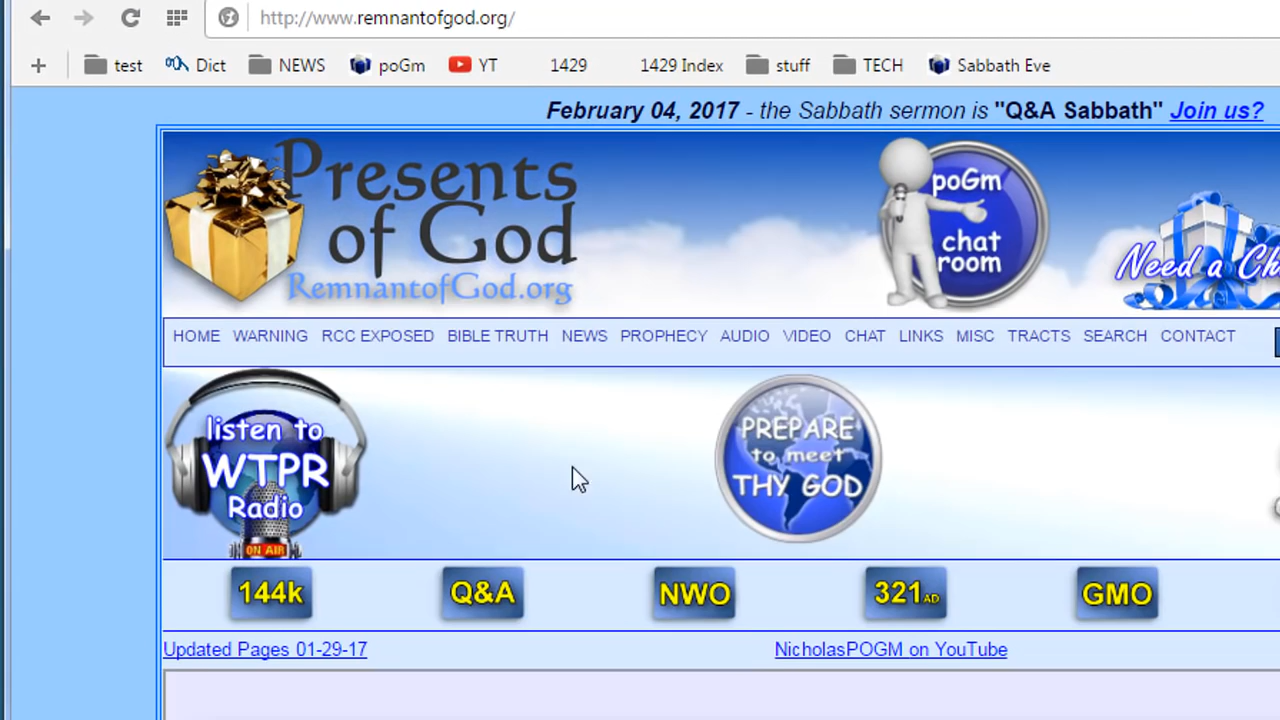 http://www.remnantofgod.org/
test Dict NEWS poGm YT 1429 1429 Index stuff TECH Sabbath Eve
February 04, 2017 - the Sabbath sermon is "Q&A Sabbath" Join us?
Presents
of God
RemnantofGod.org
poGm
chat
room
Need a
HOME WARNING RCC EXPOSED BIBLE TRUTH NEWS PROPHECY AUDIO VIDEO CHAT LINKS MISC TRACTS SEARCH CONTACT
listen to
WTPR
Radio
ON AIR
PREPARE
to meet
THY GOD
144k Q&A NWO 321AD GMO
Updated Pages 01-29-17 NicholasPOGM on YouTube